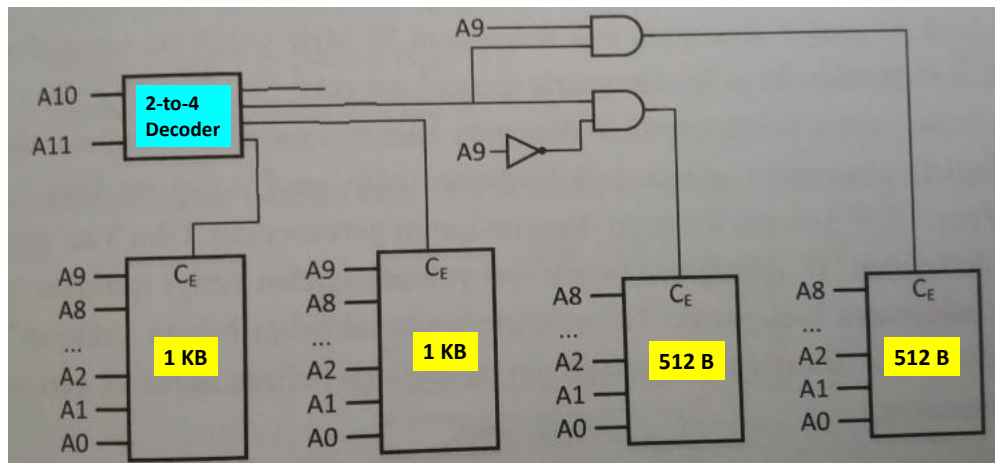 A9
A10
2-to-4
Decoder
A11
A9
CE
A9
A8
...
A2
A1
A0
1 KB
CE
A9
A8
...
A2
A1
A0
1 KB
CE
A8
...
A2
A1
A0
512 B
CE
A8
...
A2
A1
A0
512 B